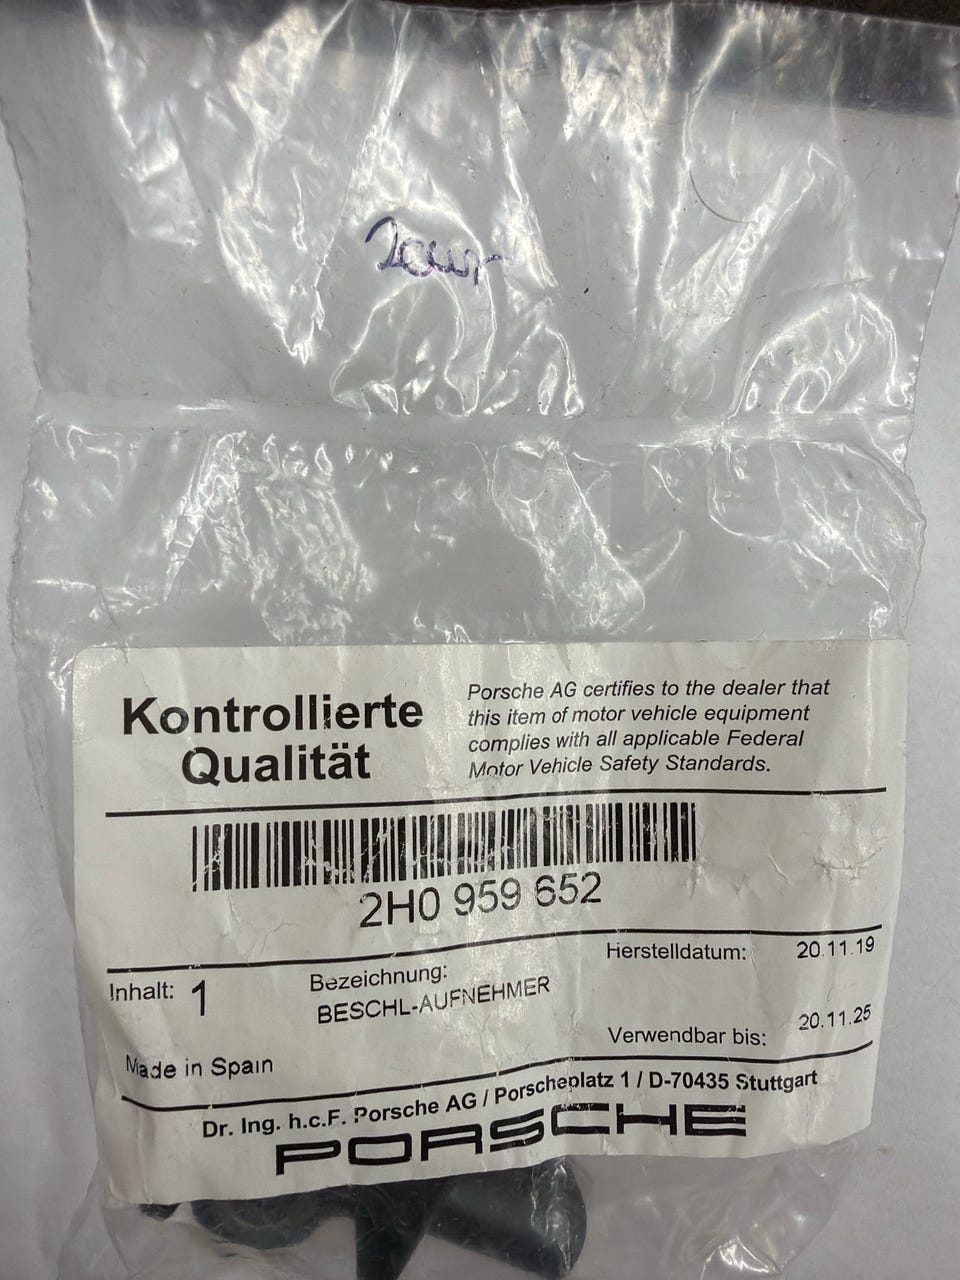 Kontrollierte
Qualität
Porsche AG certifies to the dealer that
this item of motor vehicle equipment
complies with all applicable Federal
Motor Vehicle Safety Standards.
2H0 959 652
Herstelldatum: 20.11.19
Inhalt: 1
Bezeichnung:
BESCHL-AUFNEHMER
Verwendbar bis: 20.11.25
Made in Spain
Dr. Ing. h.c.F. Porsche AG / Porscheplatz 1 / D-70435 Stuttgart
PORSCHE